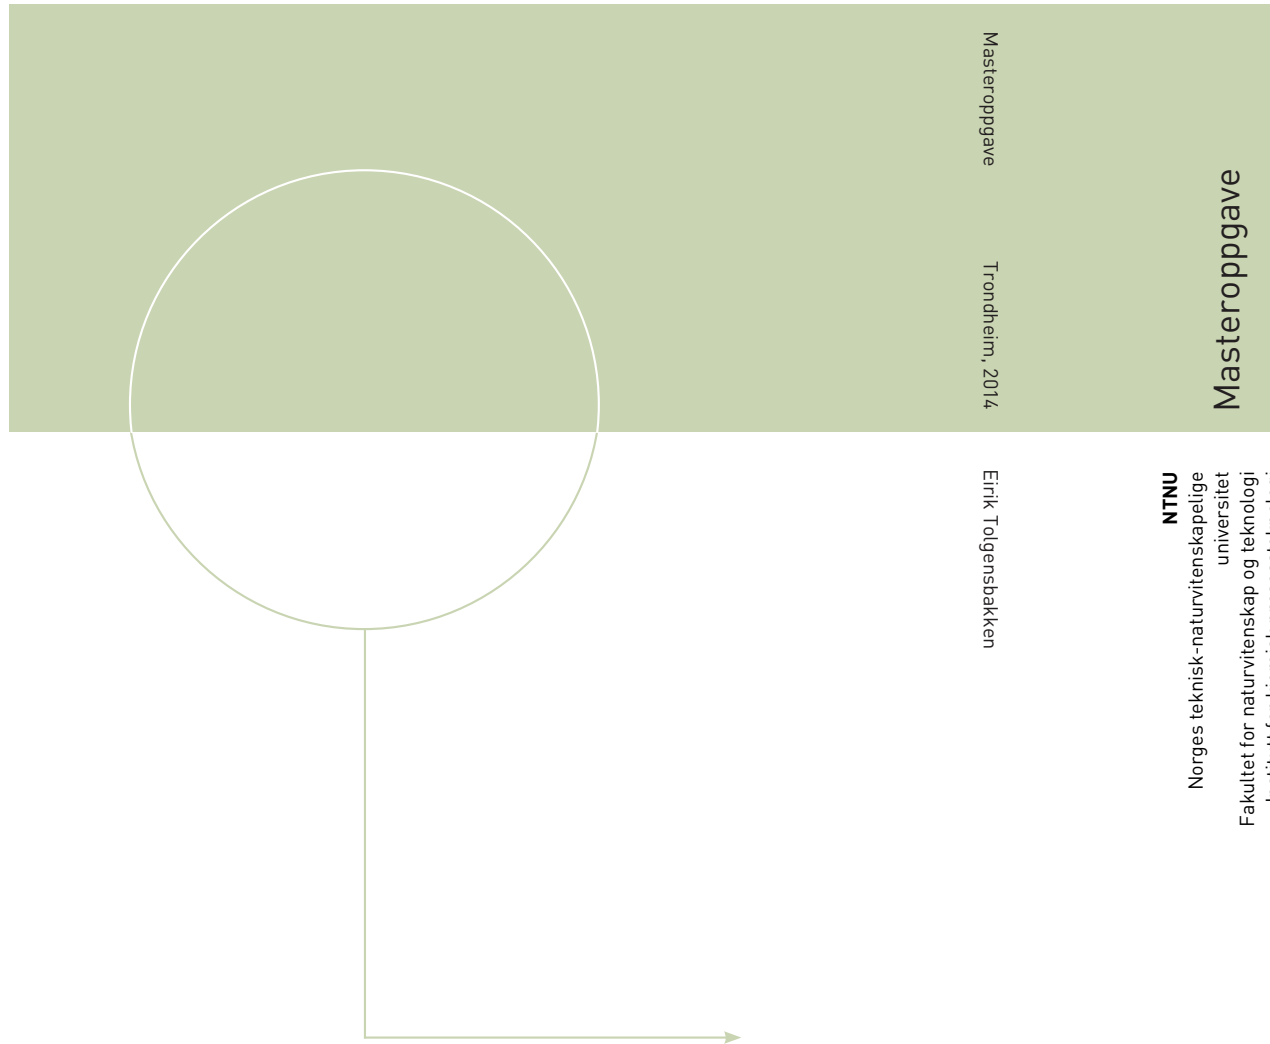 Masteroppgave
Trondheim, 2014
Eirik Tolgensbakken
Masteroppgave
NTNU
Norges teknisk-naturvitenskapelige
universitet
Fakultet for naturvitenskap og teknologi